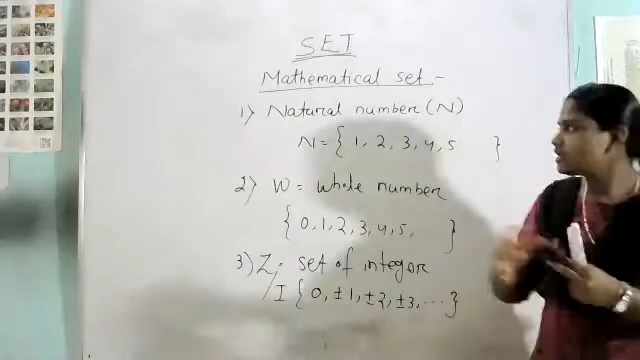 SET
Mathematical set -
1) Natural number (N)
N = { 1, 2, 3, 4, 5 }
2) W = whole number
{ 0, 1, 2, 3, 4, 5, }
3) Z = set of integer
/ I { 0, ±1, ±2, ±3, ... }